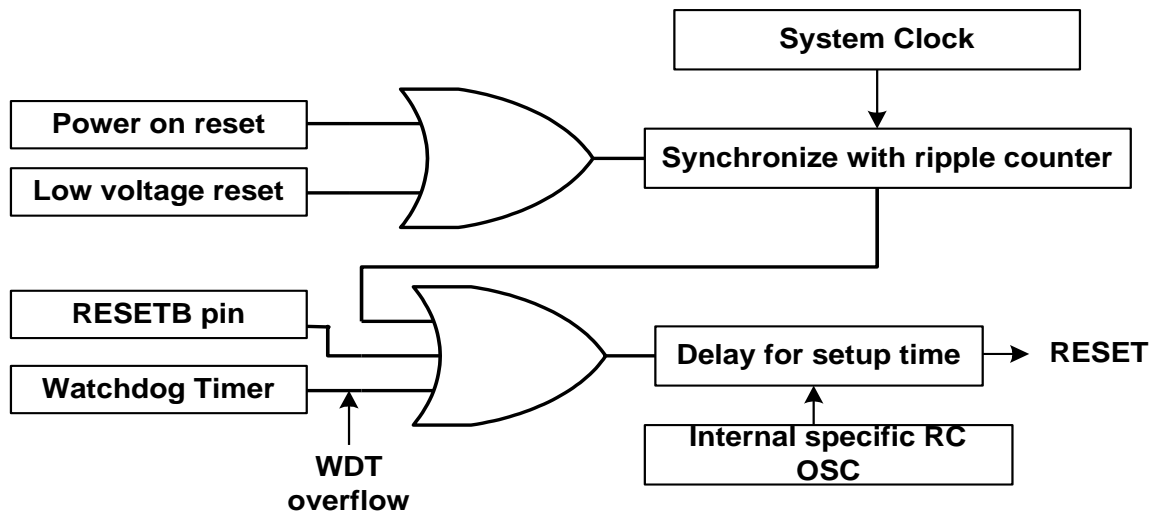 System Clock
Power on reset
Synchronize with ripple counter
Low voltage reset
RESETB pin
Delay for setup time
RESET
Watchdog Timer
Internal specific RC
OSC
WDT
overflow